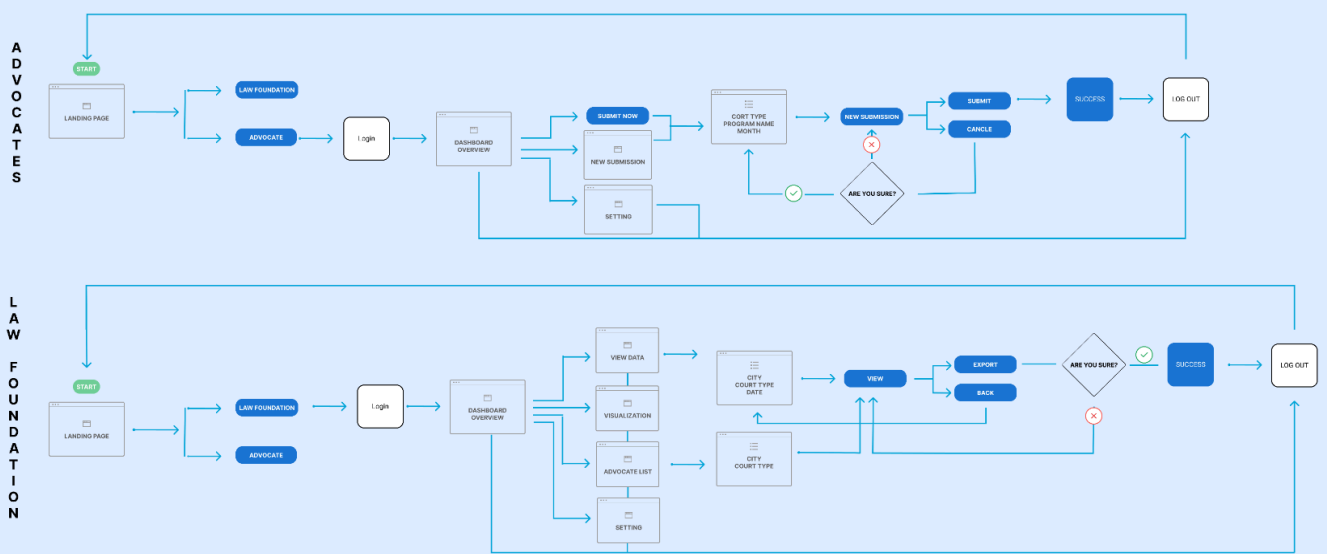 ADVOCATES
START
LANDING PAGE
LAW FOUNDATION
ADVOCATE
Login
DASHBOARD
OVERVIEW
SUBMIT NOW
NEW SUBMISSION
SETTING
CORT TYPE
PROGRAM NAME
MONTH
NEW SUBMISSION
ARE YOU SURE?
SUBMIT
CANCLE
SUCCESS
LOG OUT
LAW FOUNDATION
START
LANDING PAGE
LAW FOUNDATION
ADVOCATE
Login
DASHBOARD
OVERVIEW
VIEW DATA
VISUALIZATION
ADVOCATE LIST
SETTING
CITY
COURT TYPE
DATE
CITY
COURT TYPE
VIEW
EXPORT
BACK
ARE YOU SURE?
SUCCESS
LOG OUT